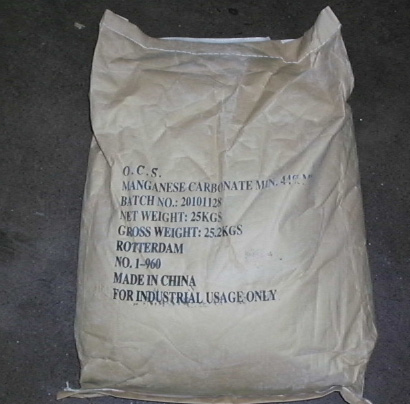 O.C.S.
MANGANESE CARBONATE MIN.
BATCH NO.: 20101128
NET WEIGHT: 25KGS
GROSS WEIGHT: 25.2KGS
ROTTERDAM
NO. 1-960
MADE IN CHINA
FOR INDUSTRIAL USAGE ONLY